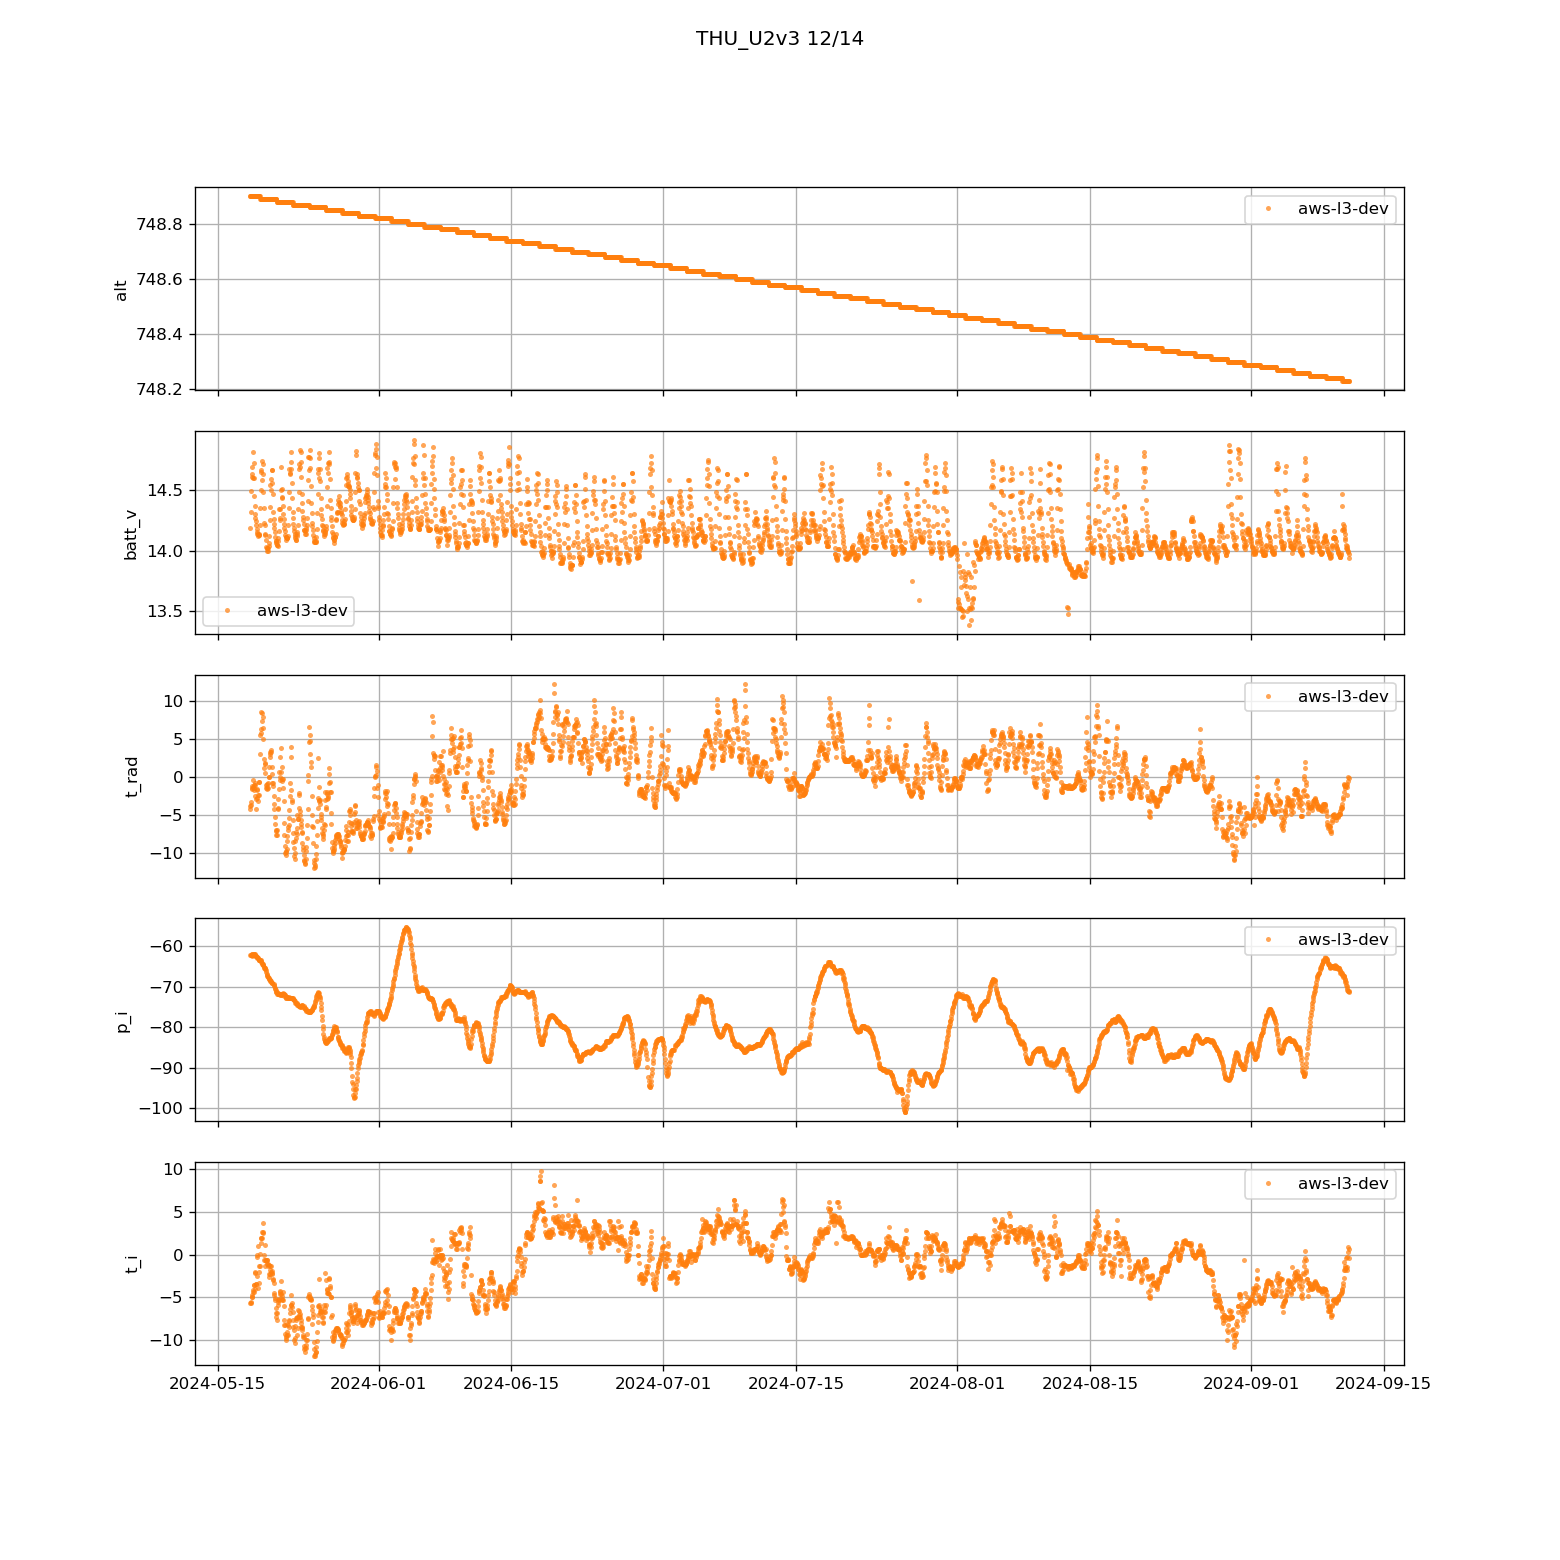 THU_U2v3 12/14
alt
748.8
748.6
748.4
748.2
aws-l3-dev
batt_v
14.5
14.0
13.5
aws-l3-dev
t_rad
10
5
0
−5
−10
aws-l3-dev
p_i
−60
−70
−80
−90
−100
aws-l3-dev
t_i
10
5
0
−5
−10
aws-l3-dev
2024-05-15 2024-06-01 2024-06-15 2024-07-01 2024-07-15 2024-08-01 2024-08-15 2024-09-01 2024-09-15